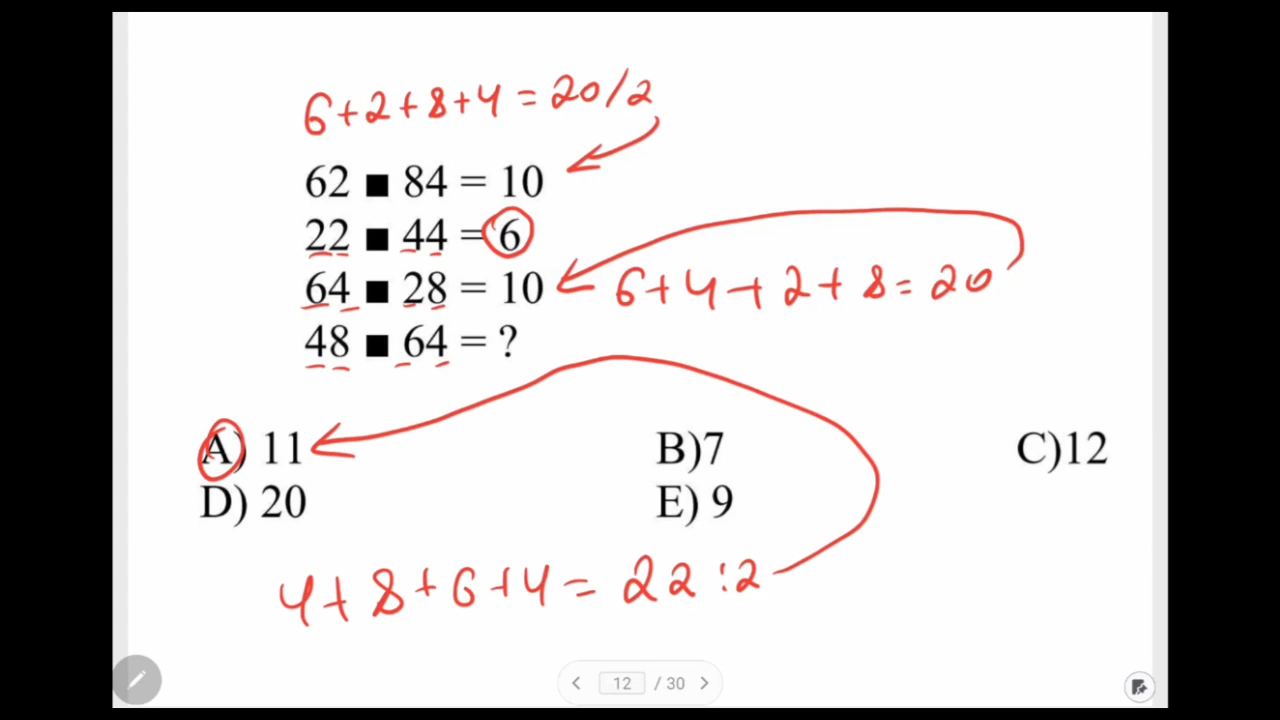 6+2+8+4=20/2
62 ■ 84 = 10
22 ■ 44 = 6
64 ■ 28 = 10
6+4+2+8=20
48 ■ 64 = ?
A) 11 B)7 C)12
D) 20 E) 9
4+8+6+4=22:2
12 / 30